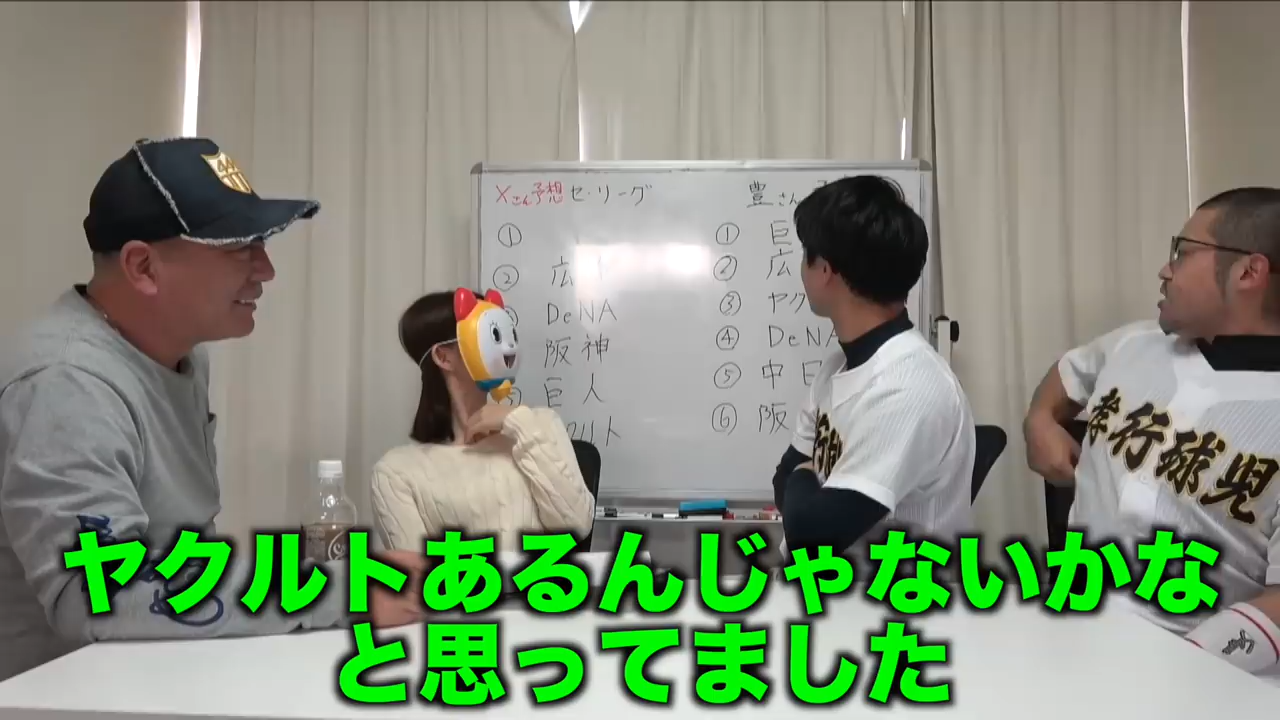 Xさん予想 セ・リーグ
①
② 広
DeNA
阪神
巨人
豊さん
① 巨
② 広
③ ヤク
④ DeNA
⑤ 中日
⑥ 阪
孝行球児
ヤクルトあるんじゃないかな
と思ってました